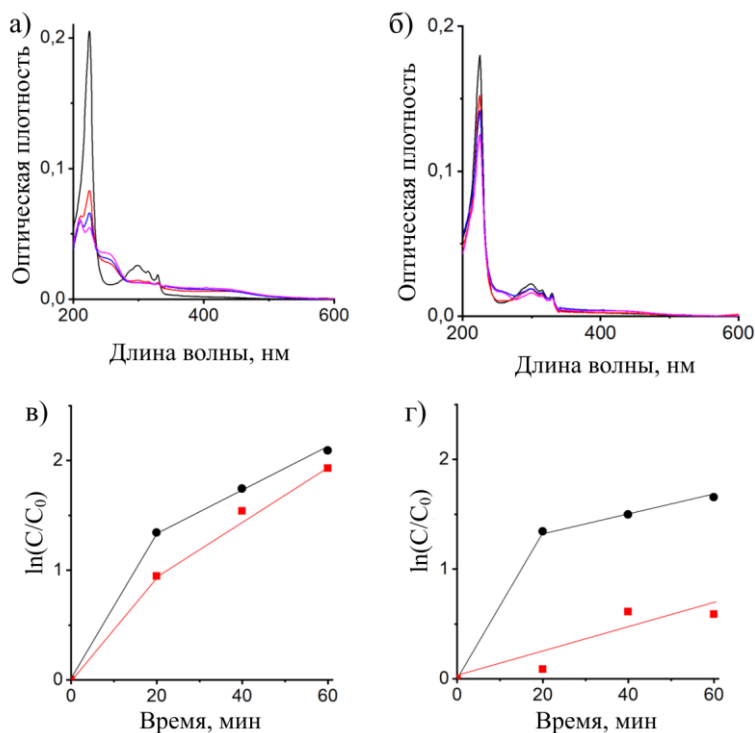 а)
0,2
0,1
0,0
200
400
600
Оптическая плотность
Длина волны, нм
б)
0,2
0,1
0,0
200
400
600
Оптическая плотность
Длина волны, нм
в)
2
1
0
0
20
40
60
ln(C/C₀)
Время, мин
г)
2
1
0
0
20
40
60
ln(C/C₀)
Время, мин